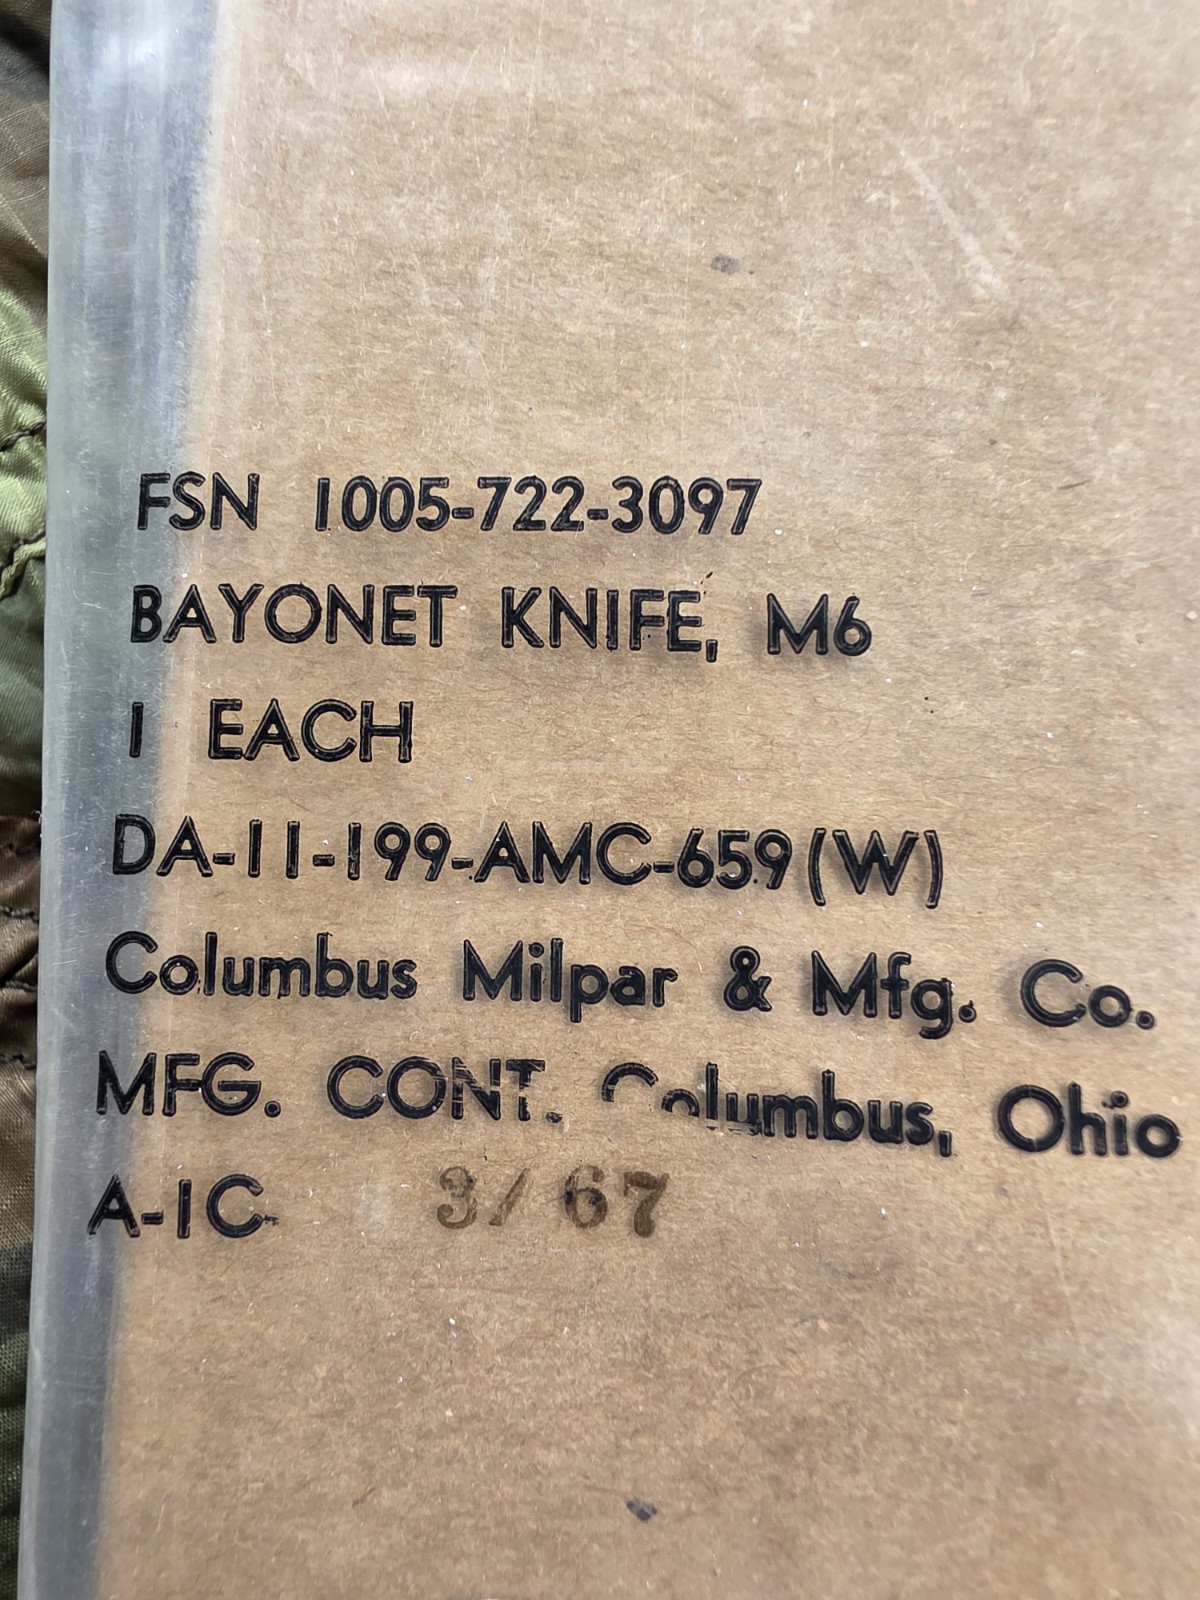 FSN 1005-722-3097
BAYONET KNIFE, M6
1 EACH
DA-11-199-AMC-659(W)
Columbus Milpar & Mfg. Co.
MFG. CONT. Columbus, Ohio
A-1C 3/67